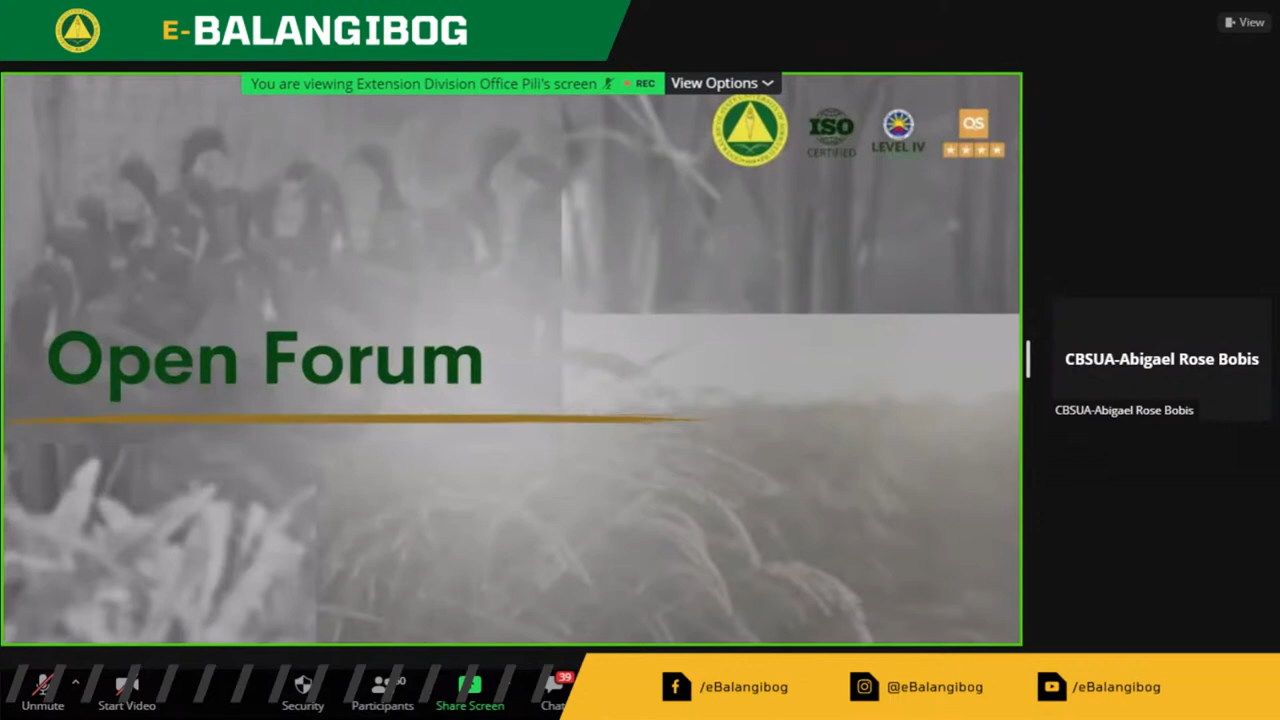 E-BALANGIBOG
View
You are viewing Extension Division Office Pili's screen
REC
View Options
ISO
CERTIFIED
LEVEL IV
QS
Open Forum
CBSUA-Abigael Rose Bobis
CBSUA-Abigael Rose Bobis
Unmute
Start Video
Security
Participants
Share Screen
Chat
39
/eBalangibog
@eBalangibog
/eBalangibog